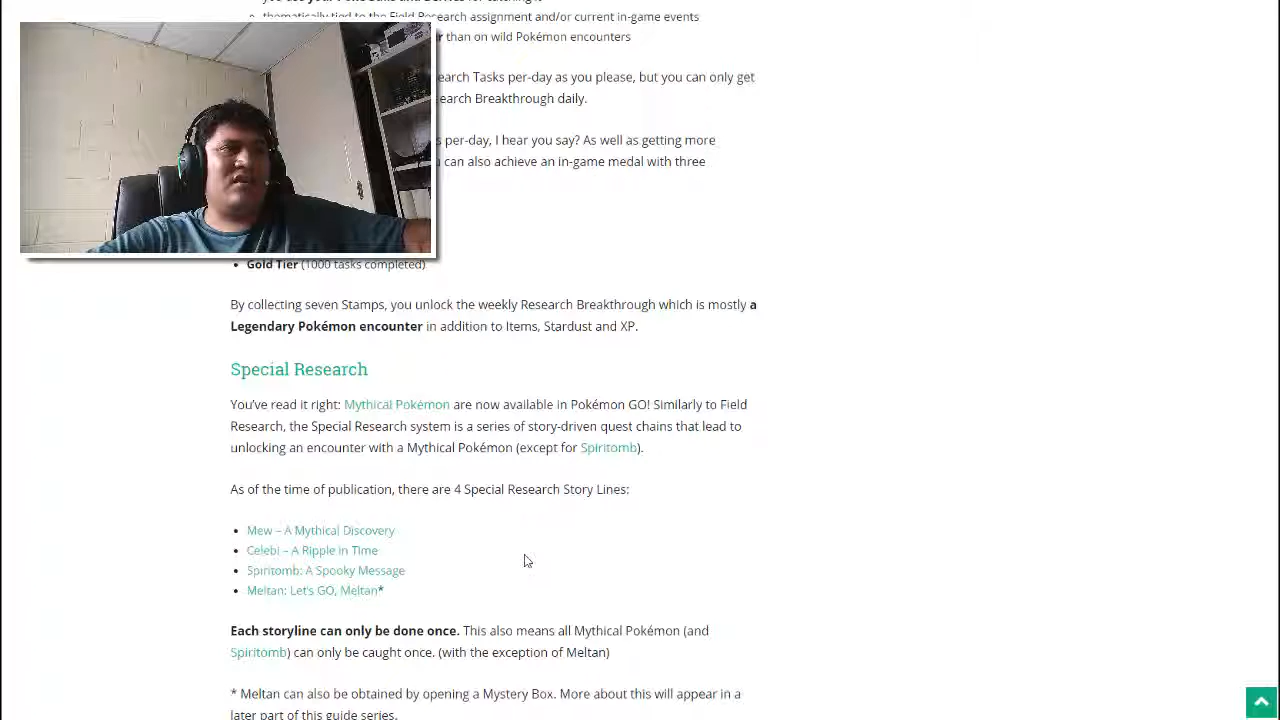 thematically tied to the Field Research assignment and/or current in-game events
than on wild Pokémon encounters
earch Tasks per-day as you please, but you can only get
earch Breakthrough daily.
s per-day, I hear you say? As well as getting more
can also achieve an in-game medal with three
Gold Tier (1000 tasks completed)
By collecting seven Stamps, you unlock the weekly Research Breakthrough which is mostly a
Legendary Pokémon encounter in addition to Items, Stardust and XP.
Special Research
You've read it right: Mythical Pokémon are now available in Pokémon GO! Similarly to Field
Research, the Special Research system is a series of story-driven quest chains that lead to
unlocking an encounter with a Mythical Pokémon (except for Spiritomb).
As of the time of publication, there are 4 Special Research Story Lines:
Mew – A Mythical Discovery
Celebi – A Ripple in Time
Spiritomb: A Spooky Message
Meltan: Let's GO, Meltan*
Each storyline can only be done once. This also means all Mythical Pokémon (and
Spiritomb) can only be caught once. (with the exception of Meltan)
* Meltan can also be obtained by opening a Mystery Box. More about this will appear in a
later part of this guide series.